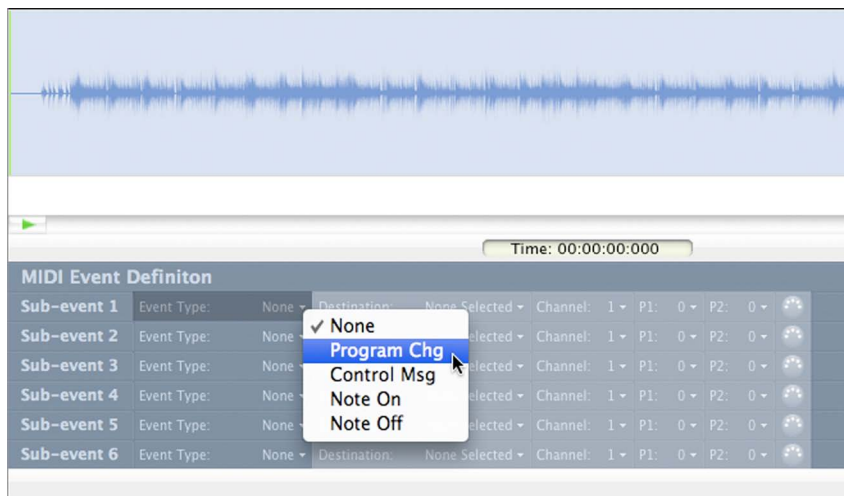 Time: 00:00:00:000
MIDI Event Definiton
Sub-event 1 Event Type: None Destination: None Selected Channel: 1 P1: 0 P2: 0
Sub-event 2 Event Type: None elected Channel: 1 P1: 0 P2: 0
Sub-event 3 Event Type: None elected Channel: 1 P1: 0 P2: 0
Sub-event 4 Event Type: None elected Channel: 1 P1: 0 P2: 0
Sub-event 5 Event Type: None elected Channel: 1 P1: 0 P2: 0
Sub-event 6 Event Type: None Destination: None Selected Channel: 1 P1: 0 P2: 0
✓ None
Program Chg
Control Msg
Note On
Note Off